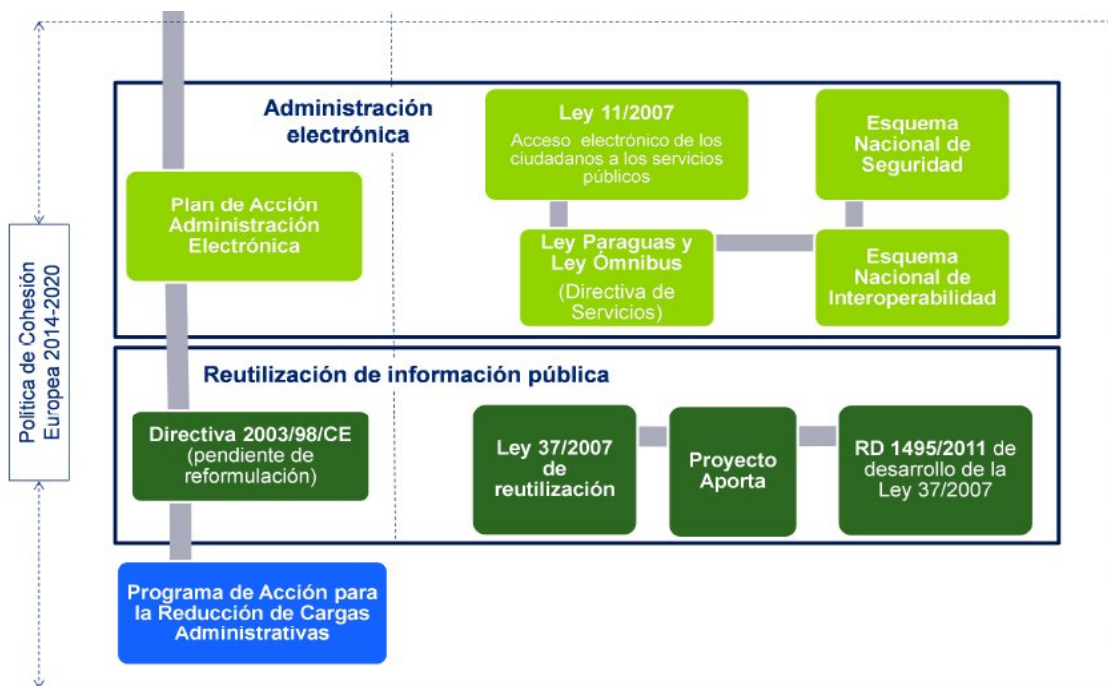 Política de Cohesión
Europea 2014-2020
Administración
electrónica
Plan de Acción
Administración
Electrónica
Ley 11/2007
Acceso electrónico de los
ciudadanos a los servicios
públicos
Esquema
Nacional de
Seguridad
Ley Paraguas y
Ley Ómnibus
(Directiva de
Servicios)
Esquema
Nacional de
Interoperabilidad
Reutilización de información pública
Directiva 2003/98/CE
(pendiente de
reformulación)
Ley 37/2007
de
reutilización
Proyecto
Aporta
RD 1495/2011 de
desarrollo de la
Ley 37/2007
Programa de Acción para
la Reducción de Cargas
Administrativas